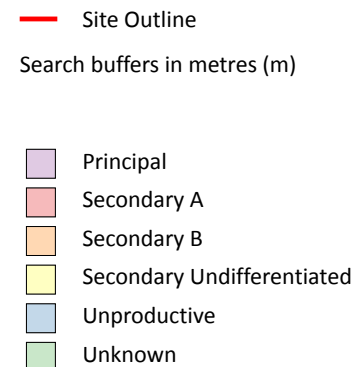 Site Outline
Search buffers in metres (m)
Principal
Secondary A
Secondary B
Secondary Undifferentiated
Unproductive
Unknown